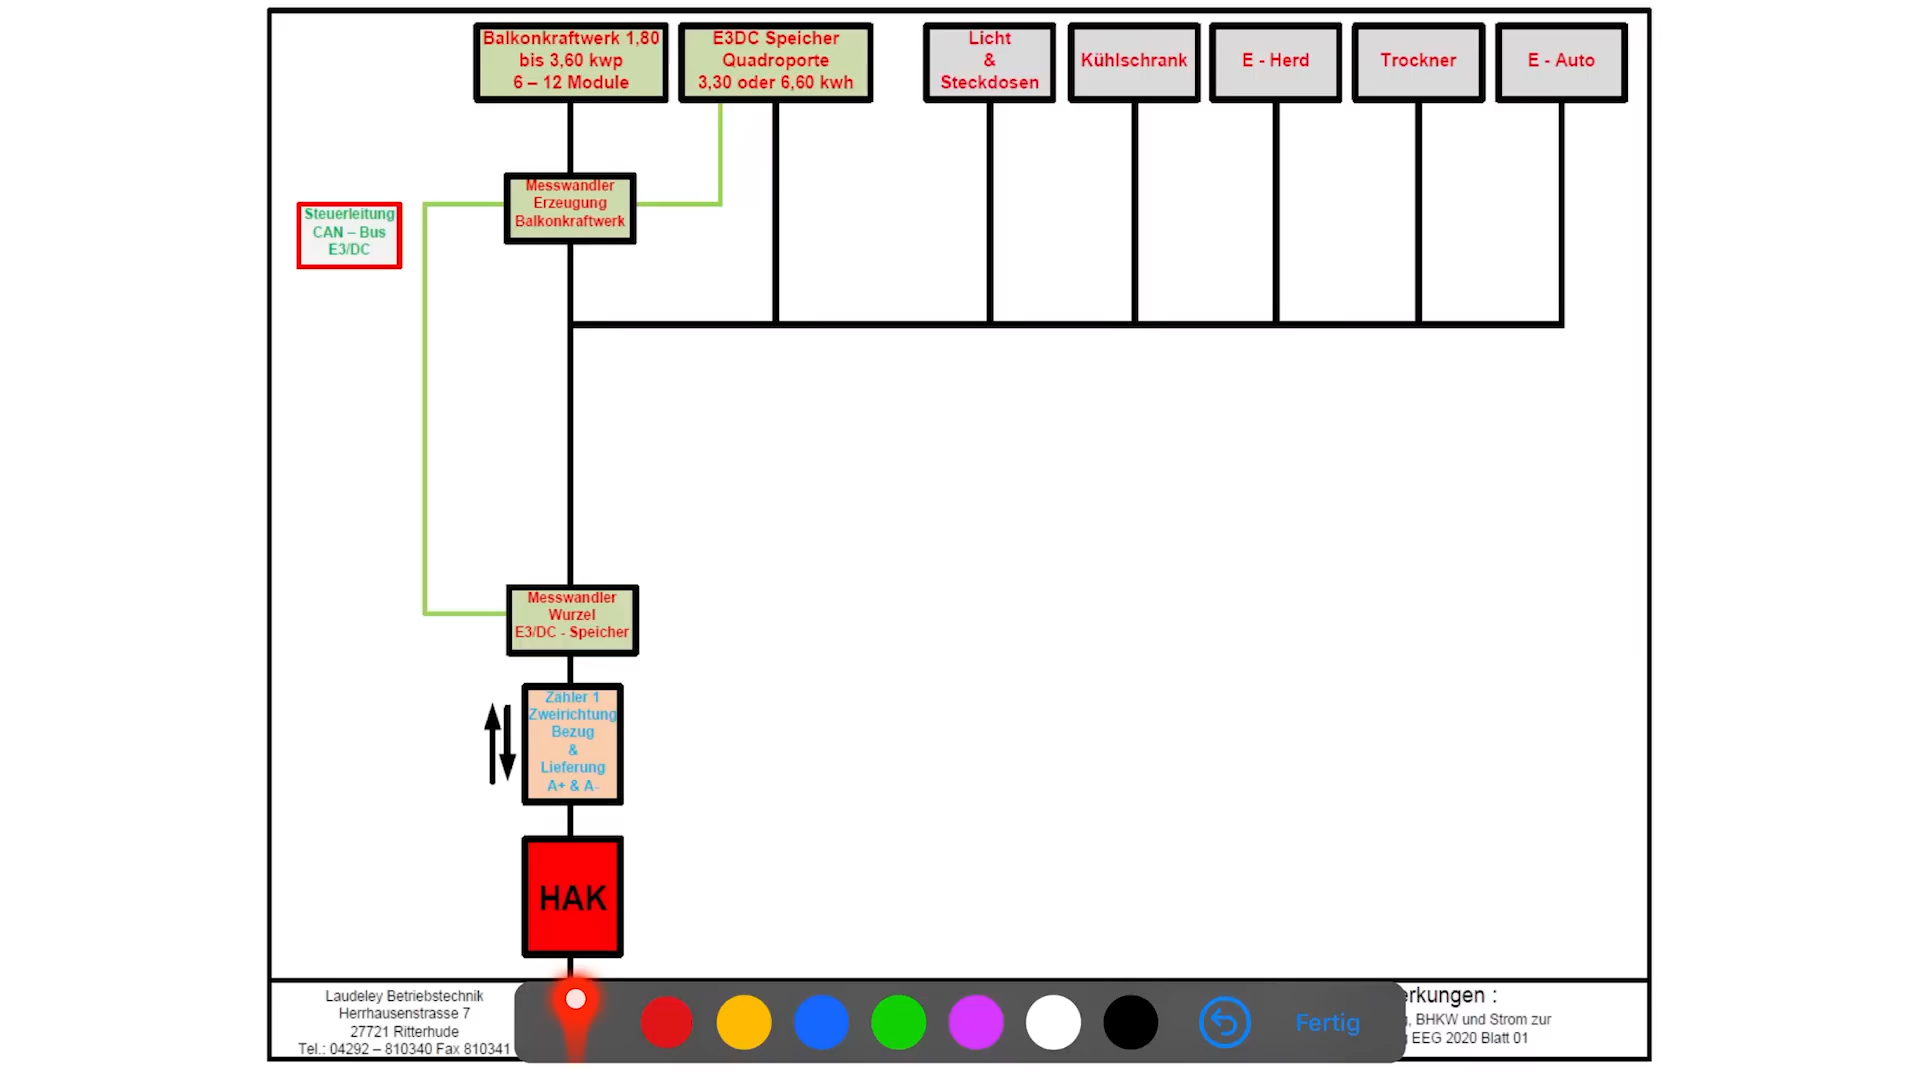 Balkonkraftwerk 1,80
bis 3,60 kwp
6 – 12 Module
E3DC Speicher
Quadroporte
3,30 oder 6,60 kwh
Licht
&
Steckdosen
Kühlschrank
E - Herd
Trockner
E - Auto
Messwandler
Erzeugung
Balkonkraftwerk
Steuerleitung
CAN – Bus
E3/DC
Messwandler
Wurzel
E3/DC - Speicher
Zähler 1
Zweirichtung
Bezug
&
Lieferung
A+ & A-
HAK
Laudeley Betriebstechnik
Herrhausenstrasse 7
27721 Ritterhude
Tel.: 04292 – 810340 Fax 810341
Fertig
erkungen :
, BHKW und Strom zur
EEG 2020 Blatt 01